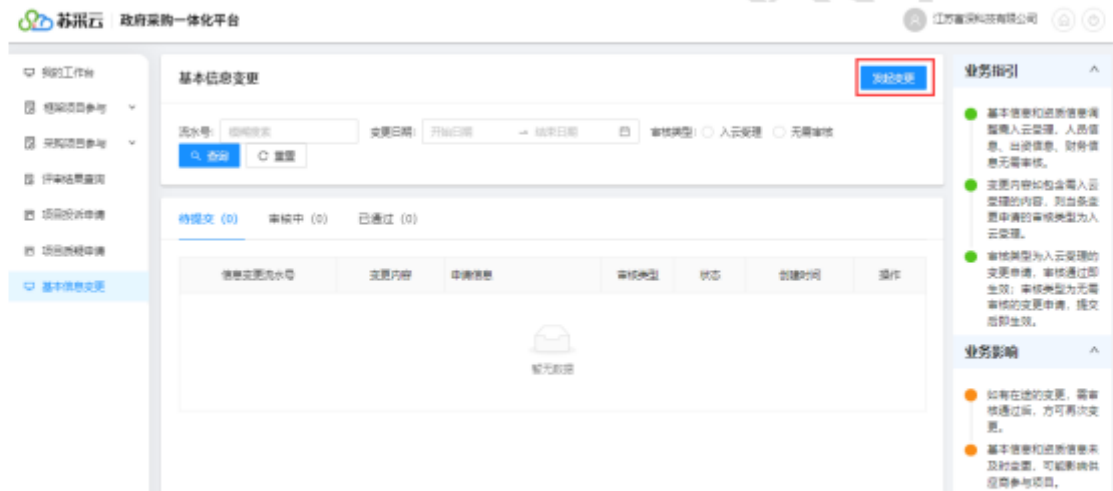 苏采云 政府采购一体化平台
我的工作台
框架项目参与
采购项目参与
评审结果查询
项目投诉申请
项目质疑申请
基本信息变更
基本信息变更
发起变更
流水号: 模糊搜索 变更日期: 开始日期 → 结束日期 审核类型: 入云受理 无需审核
查询 重置
待提交 (0) 审核中 (0) 已通过 (0)
信息变更流水号 变更内容 申请信息 审核类型 状态 创建时间 操作
暂无数据
业务指引
基本信息和资质信息调
整需入云受理, 人员信
息、出资信息、财务信
息无需审核。
变更内容如包含需入云
受理的内容, 则当条变
更申请的审核类型为入
云受理。
审核类型为入云受理的
变更申请, 审核通过即
生效; 审核类型为无需
审核的变更申请, 提交
后即生效。
业务影响
如有在途的变更, 需审
核通过后, 方可再次变
更。
基本信息和资质信息未
及时变更, 可能影响供
应商参与项目。